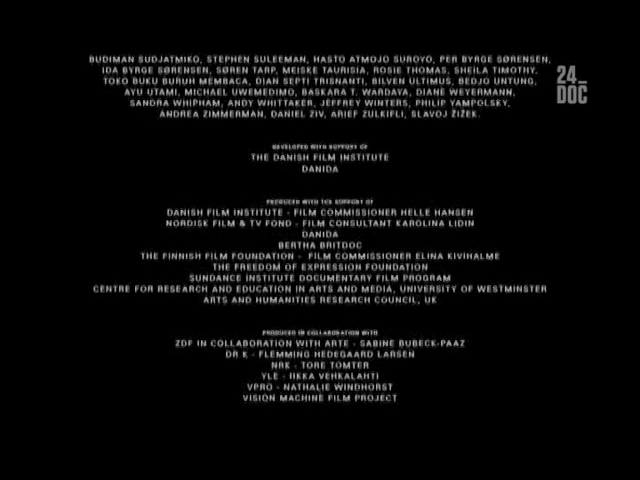 BUDIMAN SUDJATMIKO, STEPHEN SULEEMAN, HASTO ATMOJO SUROYO, PER BYRGE SØRENSEN,
IDA BYRGE SØRENSEN, SØREN TARP, MEISKE TAURISIA, ROSIE THOMAS, SHEILA TIMOTHY,
TOKO BUKU BURUH MEMBACA, DJAN SEPTI TRISNANTI, BILVEN ULTIMUS, BEDJO UNTUNG,
AYU UTAMI, MICHAEL UWEMEDIMO, BASKARA T. WARDAYA, DIANE WEYERMANN,
SANDRA WHIPHAM, ANDY WHITTAKER, JEFFREY WINTERS, PHILIP YAMPOLSKY,
ANDREA ZIMMERMAN, DANIEL ZIV, ARIEF ZULKIFLI, SLAVOJ ŽIŽEK.
24_
DOC
DEVELOPED WITH SUPPORT OF
THE DANISH FILM INSTITUTE
DANIDA
PRODUCED WITH THE SUPPORT OF
DANISH FILM INSTITUTE - FILM COMMISSIONER HELLE HANSEN
NORDISK FILM & TV FOND - FILM CONSULTANT KAROLINA LIDIN
DANIDA
BERTHA BRITDOC
THE FINNISH FILM FOUNDATION - FILM COMMISSIONER ELINA KIVIHALME
THE FREEDOM OF EXPRESSION FOUNDATION
SUNDANCE INSTITUTE DOCUMENTARY FILM PROGRAM
CENTRE FOR RESEARCH AND EDUCATION IN ARTS AND MEDIA, UNIVERSITY OF WESTMINSTER
ARTS AND HUMANITIES RESEARCH COUNCIL, UK
PRODUCED IN COLLABORATION WITH
ZDF IN COLLABORATION WITH ARTE - SABINE BUBECK-PAAZ
DR K - FLEMMING HEDEGAARD LARSEN
NRK - TORE TOMTER
YLE - IIKKA VEHKALAHTI
VPRO - NATHALIE WINDHORST
VISION MACHINE FILM PROJECT